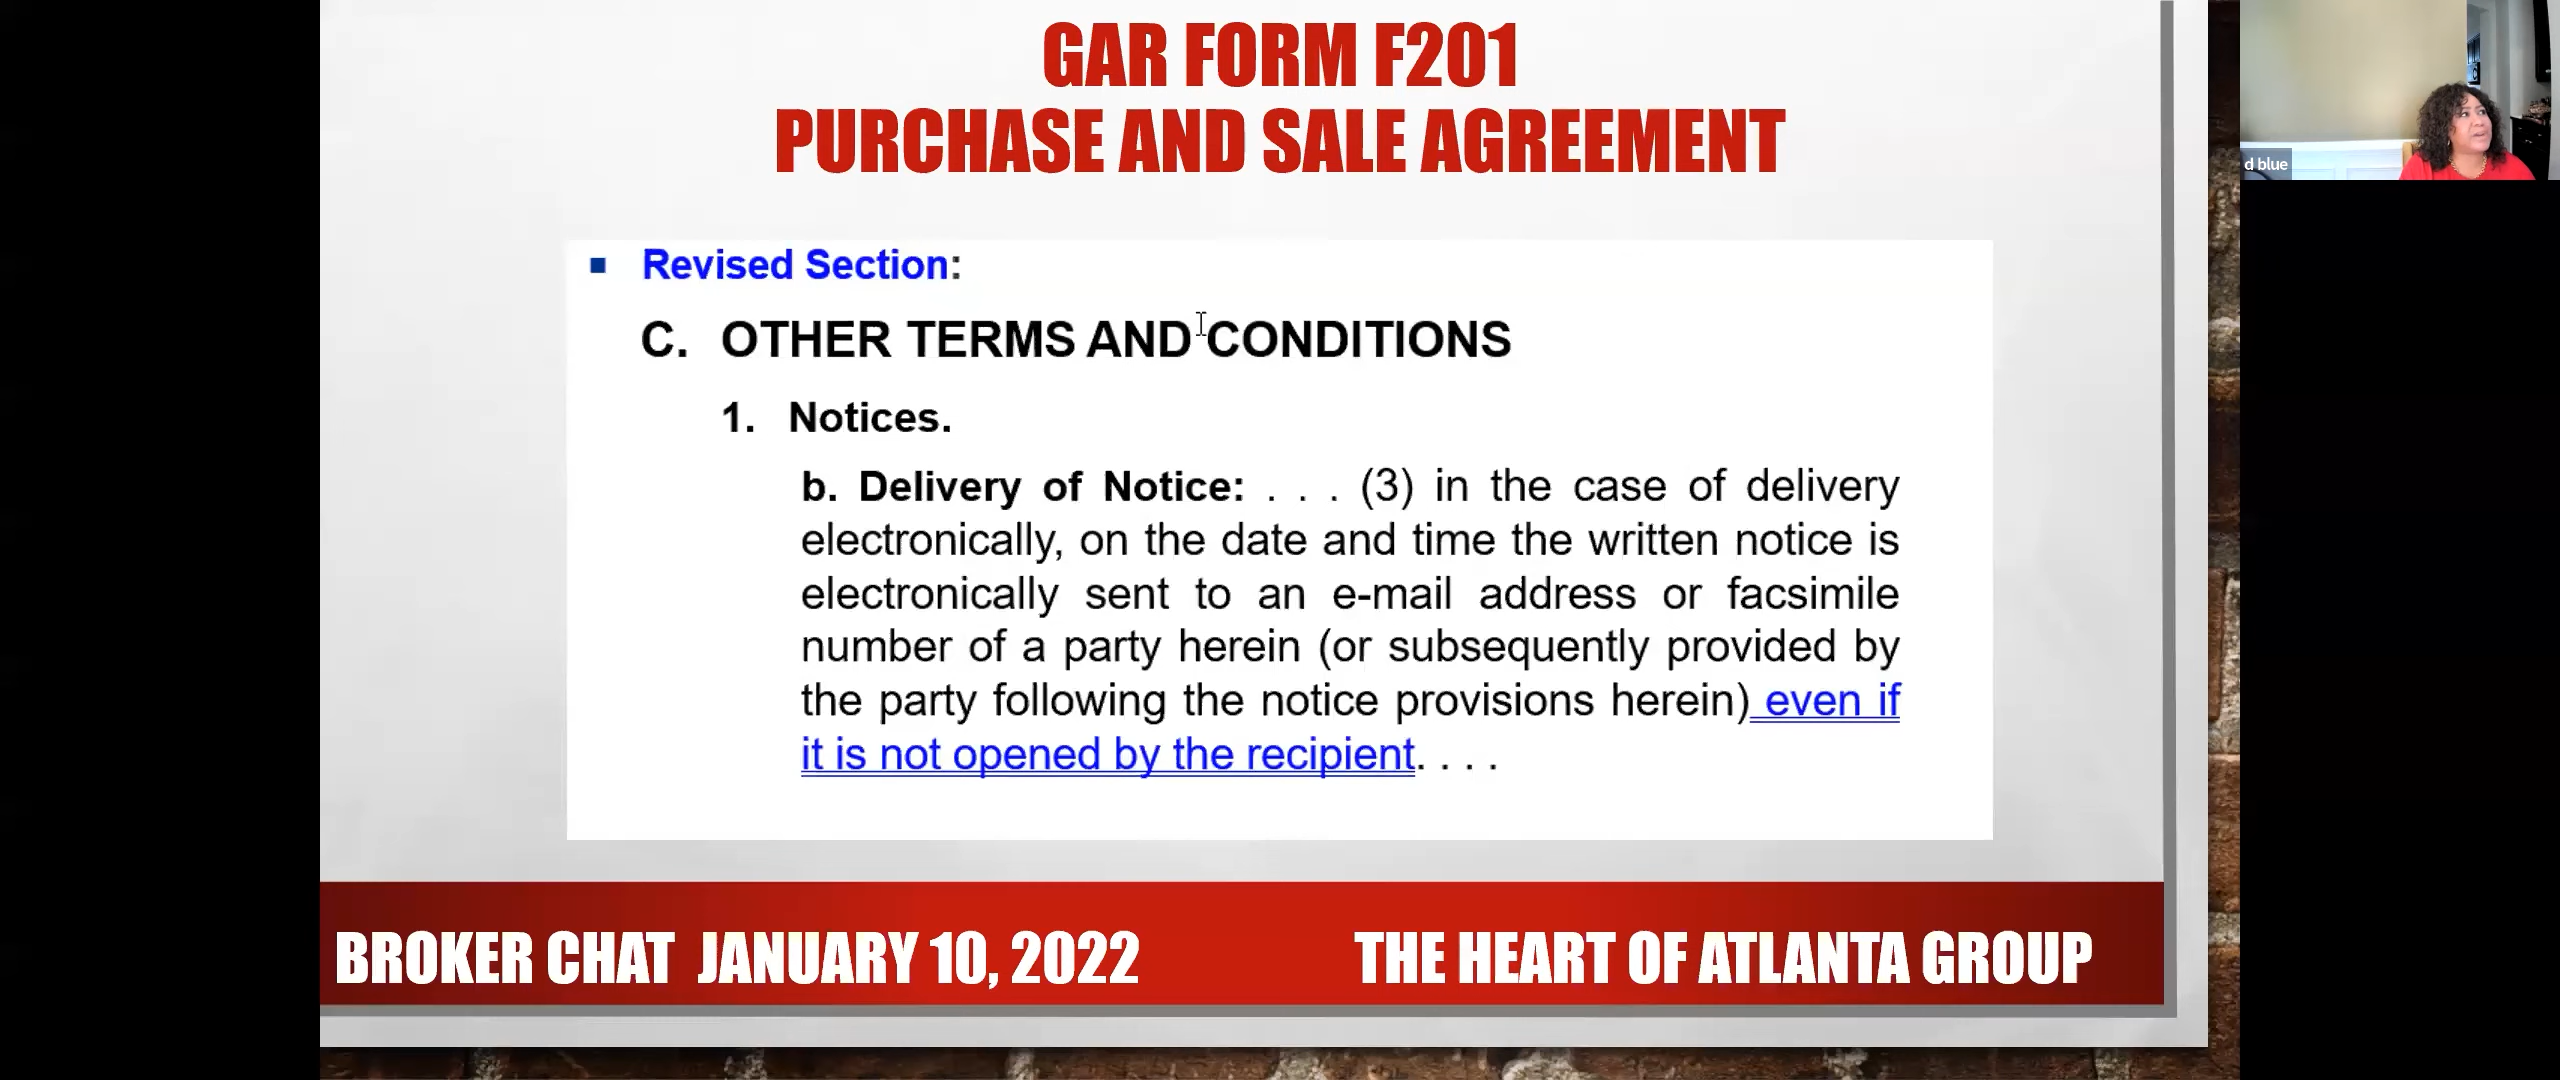 GAR FORM F201
PURCHASE AND SALE AGREEMENT
d blue
▪ Revised Section:
C. OTHER TERMS AND CONDITIONS
1. Notices.
b. Delivery of Notice: . . . (3) in the case of delivery
electronically, on the date and time the written notice is
electronically sent to an e-mail address or facsimile
number of a party herein (or subsequently provided by
the party following the notice provisions herein) even if
it is not opened by the recipient. . . .
BROKER CHAT JANUARY 10, 2022
THE HEART OF ATLANTA GROUP